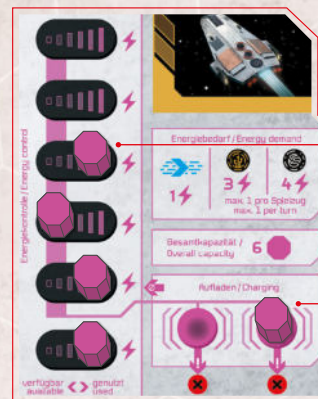 Energiekontrolle / Energy control
Energiebedarf / Energy demand
1
3
4
max. 1 pro Spielzug
max. 1 per turn
Gesamtkapazität /
Overall capacity
6
Aufladen / Charging
verfügbar genutzt
available used